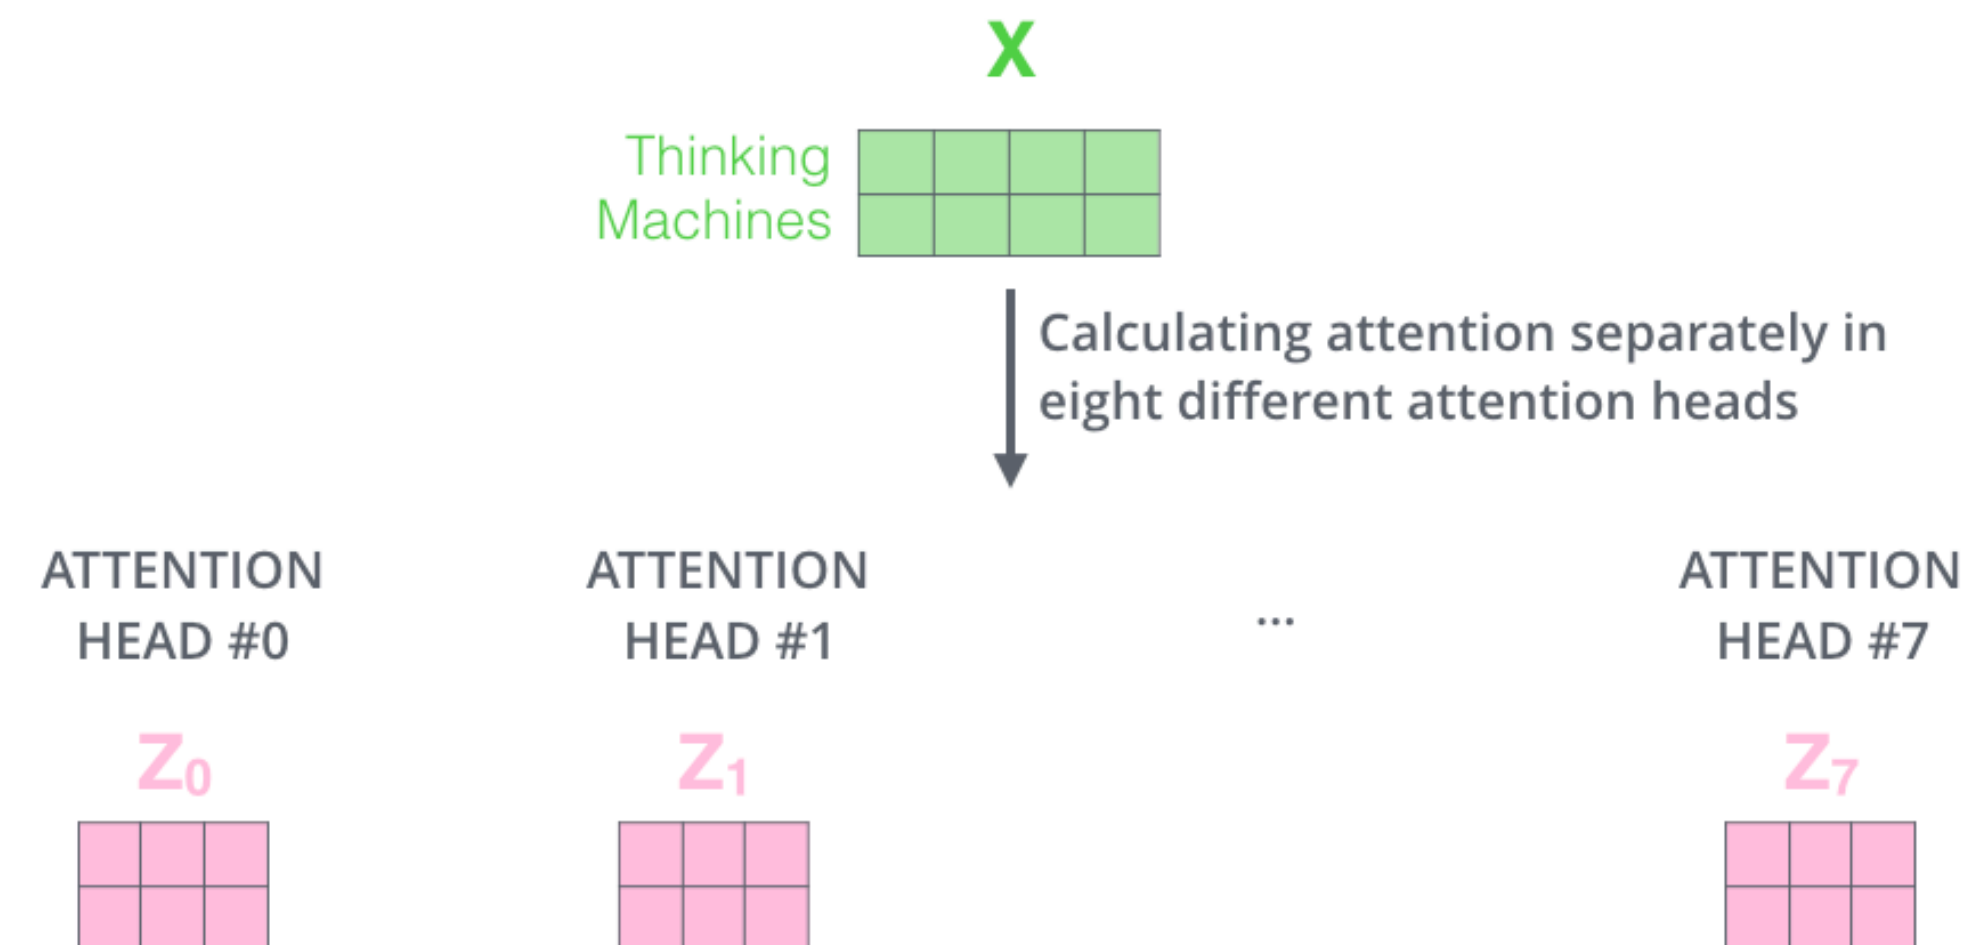 X
Thinking
Machines
Calculating attention separately in
eight different attention heads
ATTENTION
HEAD #0
ATTENTION
HEAD #1
...
ATTENTION
HEAD #7
Z0
Z1
Z7